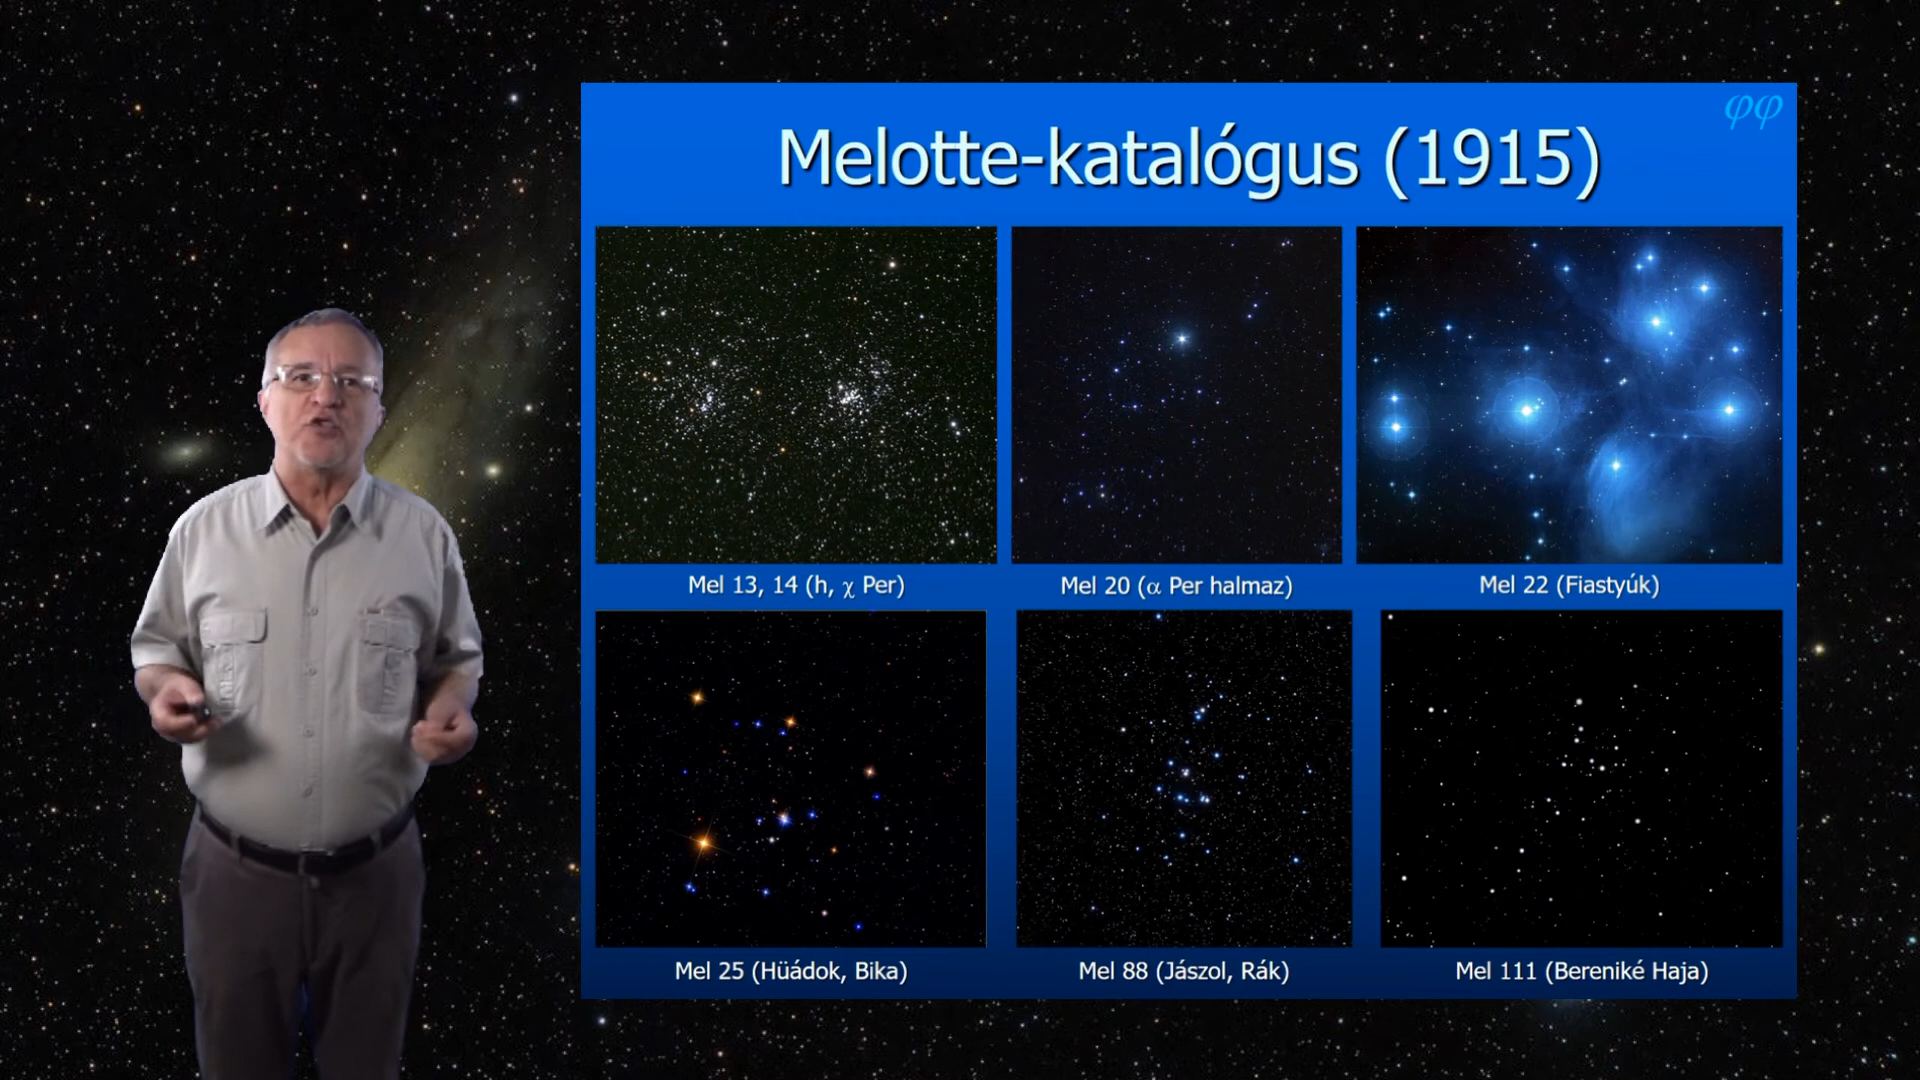 φφ
Melotte-katalógus (1915)
Mel 13, 14 (h, χ Per)
Mel 20 (α Per halmaz)
Mel 22 (Fiastyúk)
Mel 25 (Hüádok, Bika)
Mel 88 (Jászol, Rák)
Mel 111 (Bereniké Haja)